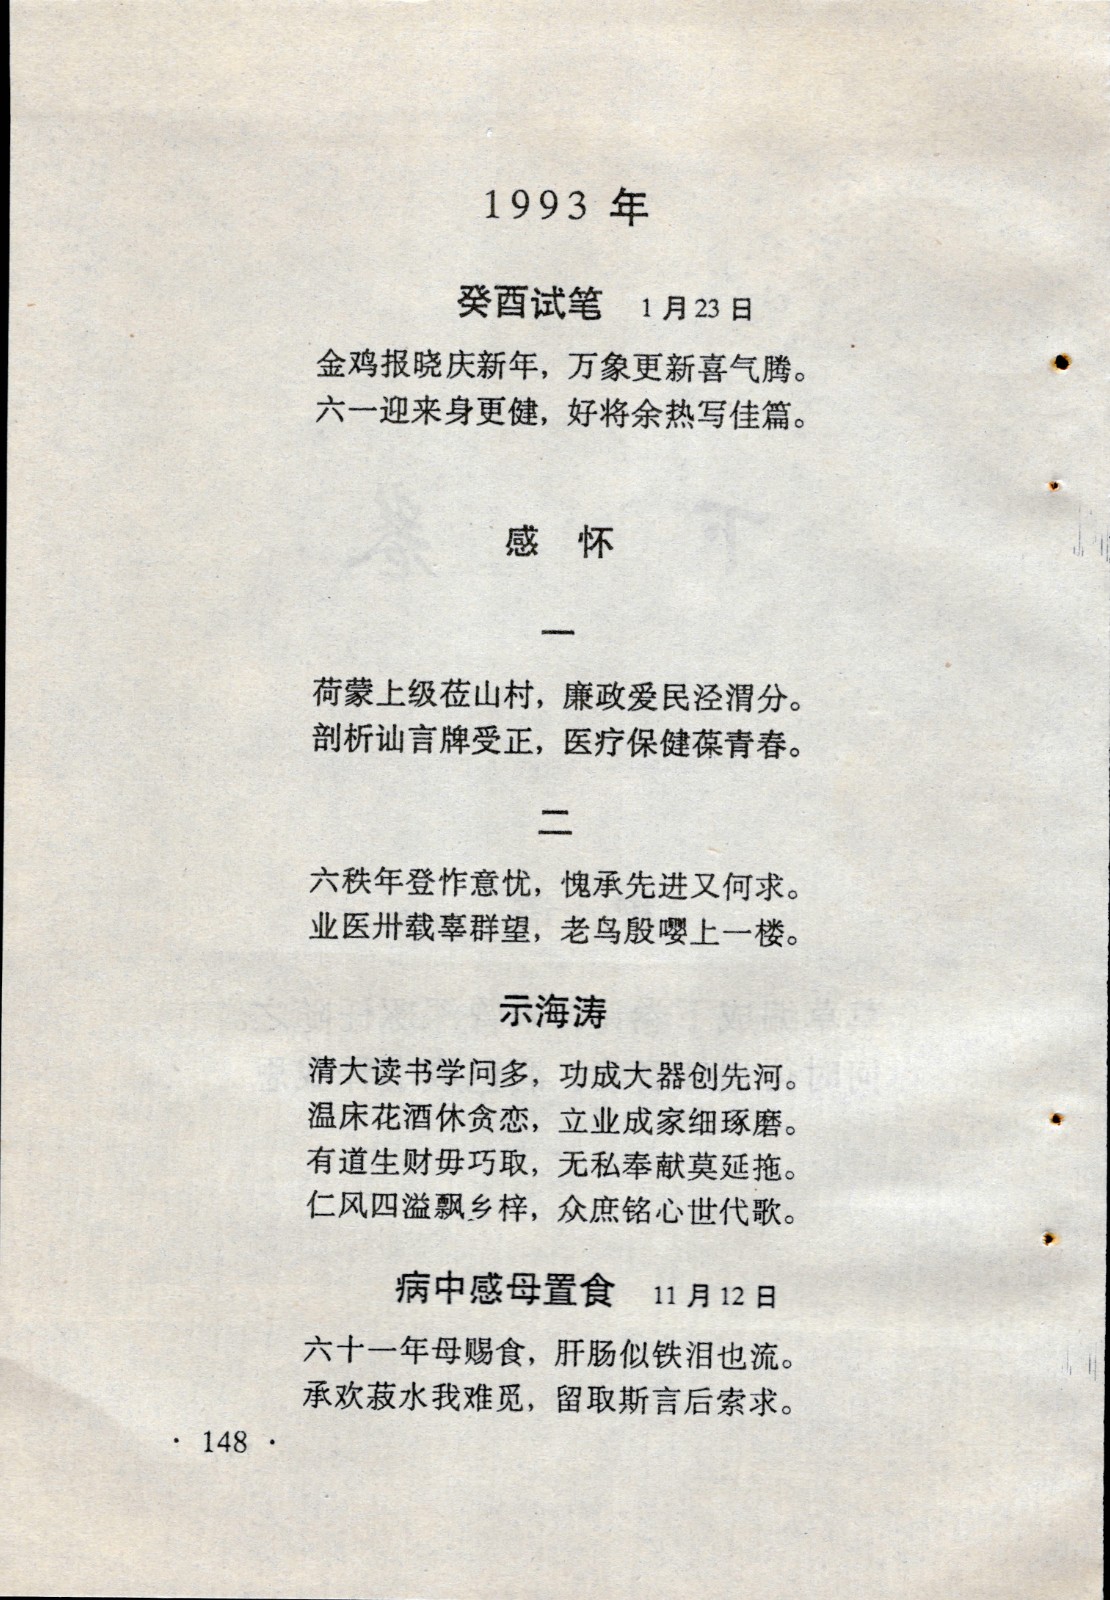 1993 年
癸酉试笔 1 月 23 日
金鸡报晓庆新年，万象更新喜气腾。
六一迎来身更健，好将余热写佳篇。
感 怀
一
荷蒙上级莅山村，廉政爱民泾渭分。
剖析讪言牌受正，医疗保健葆青春。
二
六秩年登怍意忧，愧承先进又何求。
业医卅载辜群望，老鸟殷嘤上一楼。
示海涛
清大读书学问多，功成大器创先河。
温床花酒休贪恋，立业成家细琢磨。
有道生财毋巧取，无私奉献莫延拖。
仁风四溢飘乡梓，众庶铭心世代歌。
病中感母置食 11 月 12 日
六十一年母赐食，肝肠似铁泪也流。
承欢菽水我难觅，留取斯言后索求。
· 148 ·